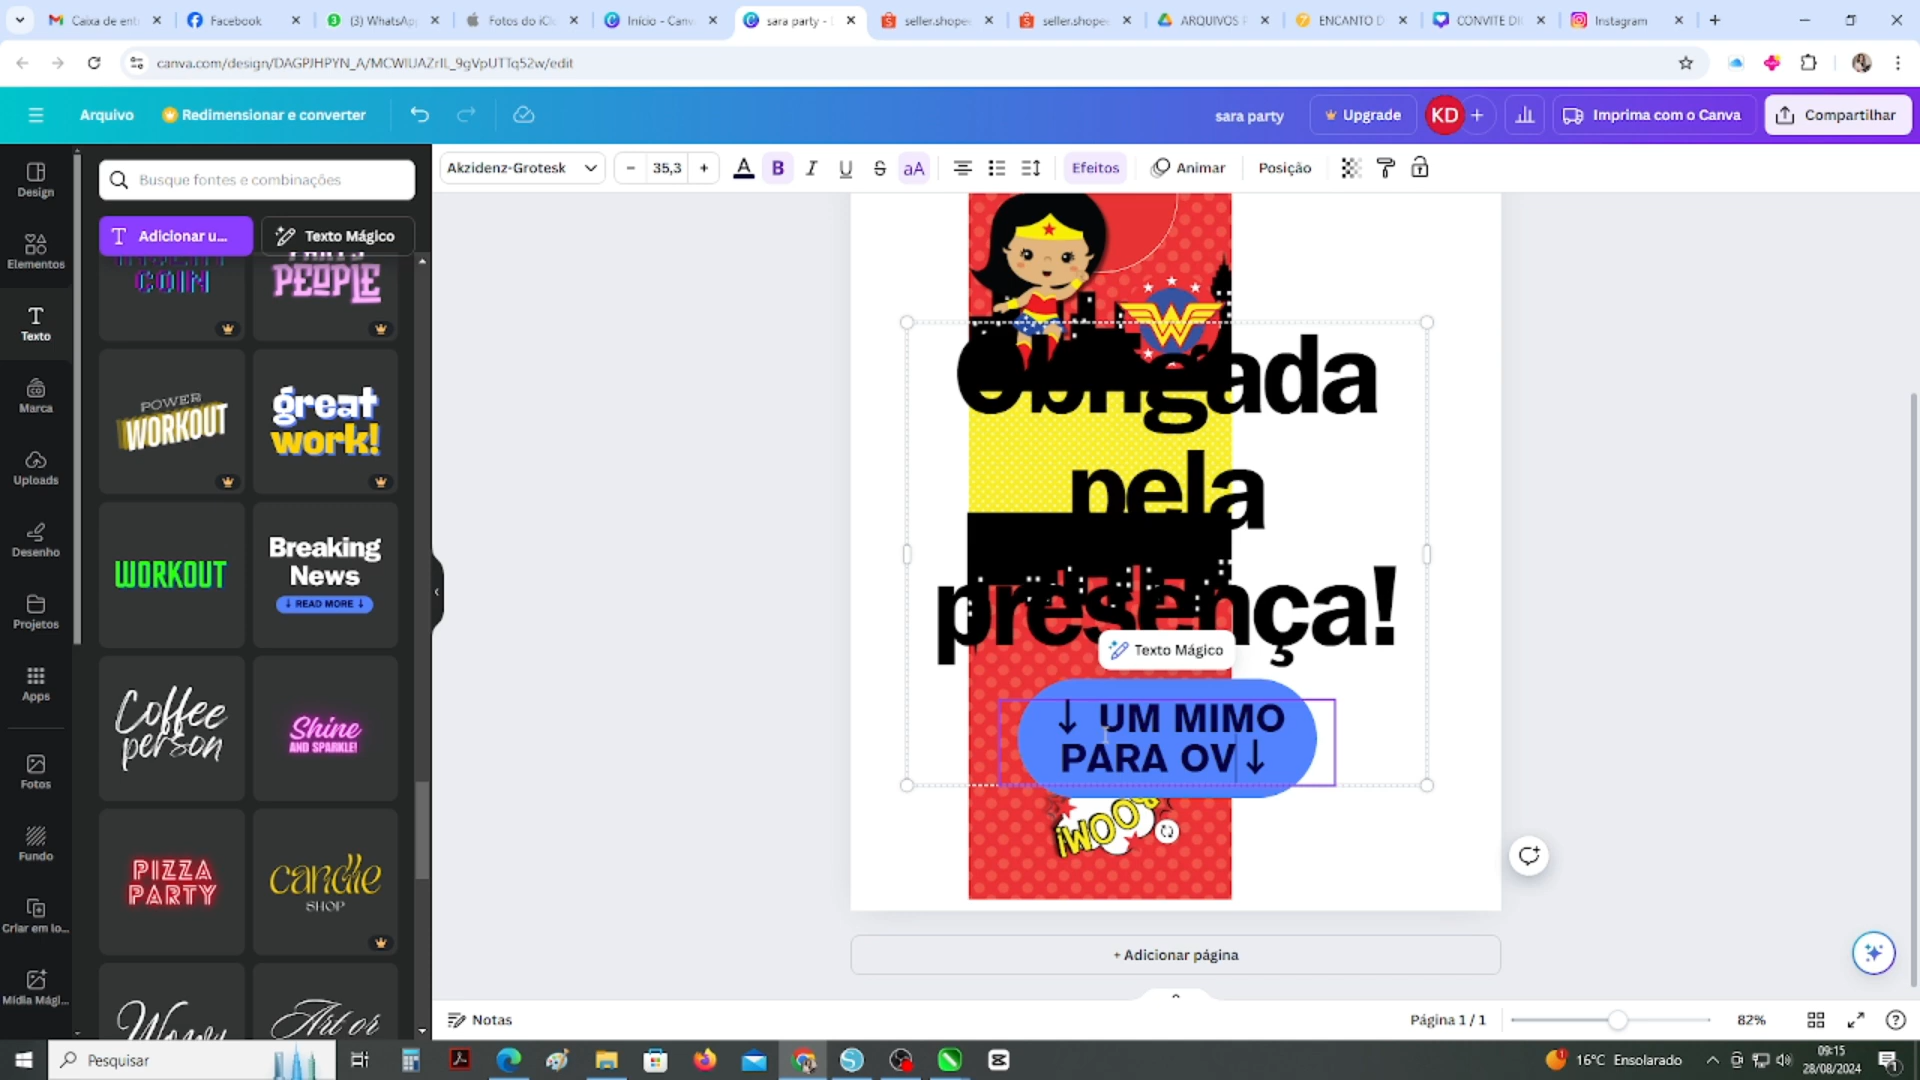 Caixa de ent
Facebook
(3) WhatsAp
Fotos do iCl
Início - Canv
sara party - 
seller.shope
seller.shope
ARQUIVOS
ENCANTO D
CONVITE DI
Instagram
canva.com/design/DAGPJHPYN_A/MCWIUAZrIL_9gVpUTTq52w/edit
Arquivo
Redimensionar e converter
sara party
Upgrade
KD
Imprima com o Canva
Compartilhar
Akzidenz-Grotesk
35,3
A B I U S aA
Efeitos
Animar
Posição
Design
Elementos
Texto
Marca
Uploads
Desenho
Projetos
Apps
Fotos
Fundo
Criar em lo...
Mídia Mági...
Busque fontes e combinações
Adicionar u...
Texto Mágico
COIN
PEOPLE
POWER
WORKOUT
great
work!
WORKOUT
Breaking
News
↓ READ MORE ↓
Coffee
person
Shine
AND SPARKLE!
PIZZA
PARTY
candle
SHOP
Wowy
Art of
Obrigada
pela
presença!
Texto Mágico
↓ UM MIMO
PARA OV ↓
+ Adicionar página
Notas
Página 1 / 1
82%
Pesquisar
16°C Ensolarado
09:15
28/08/2024